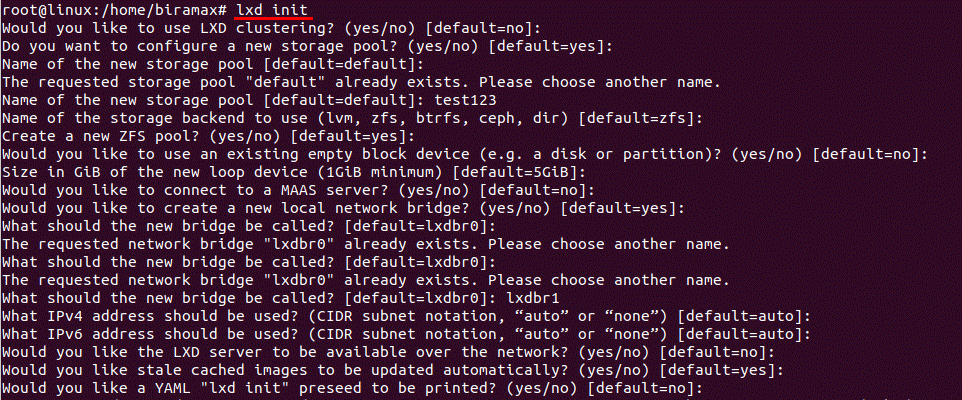 root@linux:/home/biramax# lxd init
Would you like to use LXD clustering? (yes/no) [default=no]:
Do you want to configure a new storage pool? (yes/no) [default=yes]:
Name of the new storage pool [default=default]:
The requested storage pool "default" already exists. Please choose another name.
Name of the new storage pool [default=default]: test123
Name of the storage backend to use (lvm, zfs, btrfs, ceph, dir) [default=zfs]:
Create a new ZFS pool? (yes/no) [default=yes]:
Would you like to use an existing empty block device (e.g. a disk or partition)? (yes/no) [default=no]:
Size in GiB of the new loop device (1GiB minimum) [default=5GiB]:
Would you like to connect to a MAAS server? (yes/no) [default=no]:
Would you like to create a new local network bridge? (yes/no) [default=yes]:
What should the new bridge be called? [default=lxdbr0]:
The requested network bridge "lxdbr0" already exists. Please choose another name.
What should the new bridge be called? [default=lxdbr0]:
The requested network bridge "lxdbr0" already exists. Please choose another name.
What should the new bridge be called? [default=lxdbr0]: lxdbr1
What IPv4 address should be used? (CIDR subnet notation, “auto” or “none”) [default=auto]:
What IPv6 address should be used? (CIDR subnet notation, “auto” or “none”) [default=auto]:
Would you like the LXD server to be available over the network? (yes/no) [default=no]:
Would you like stale cached images to be updated automatically? (yes/no) [default=yes]:
Would you like a YAML "lxd init" preseed to be printed? (yes/no) [default=no]: